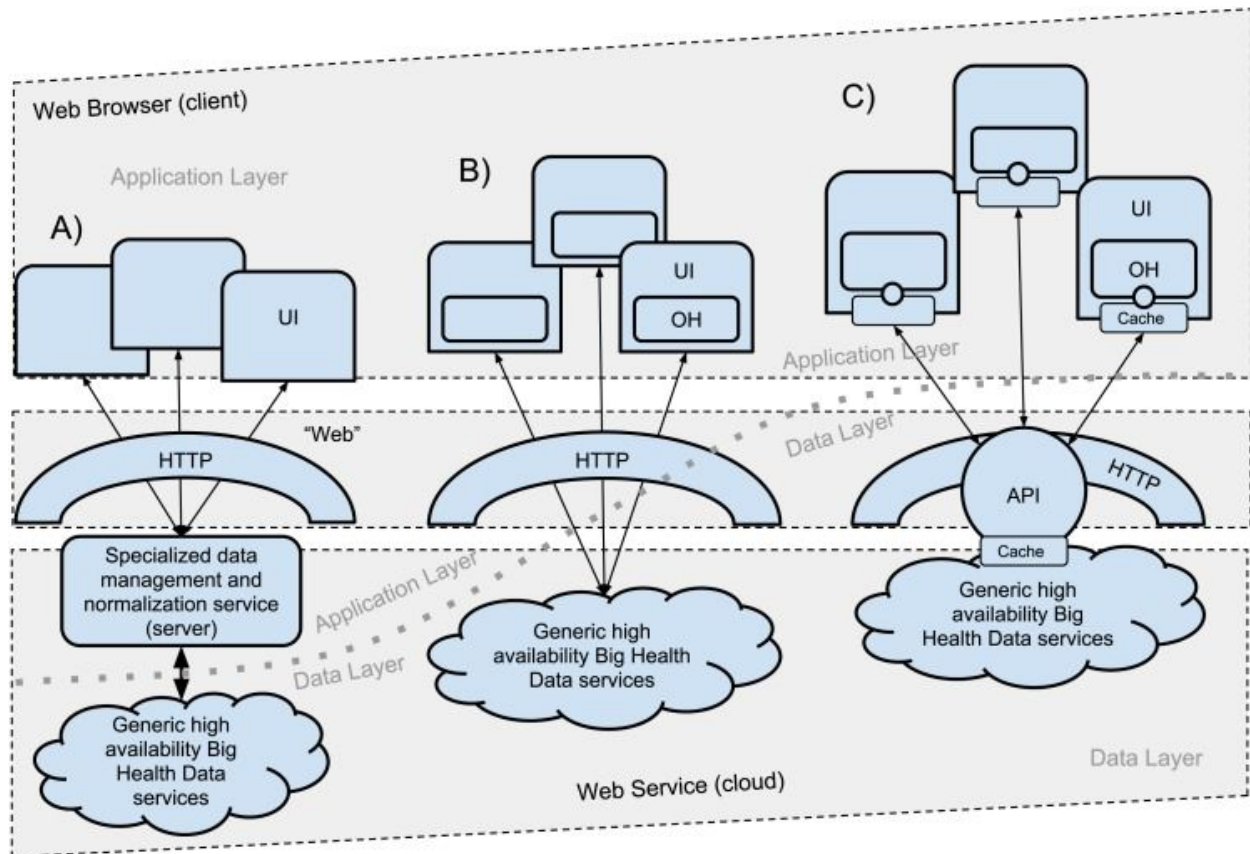 Web Browser (client)
Application Layer
A)
UI
B)
UI
OH
C)
UI
OH
Cache
Application Layer
Data Layer
"Web"
HTTP
HTTP
API
HTTP
Cache
Specialized data
management and
normalization service
(server)
Application Layer
Data Layer
Generic high
availability Big
Health Data
services
Generic high
availability Big Health
Data services
Generic high
availability Big
Health Data services
Web Service (cloud)
Data Layer